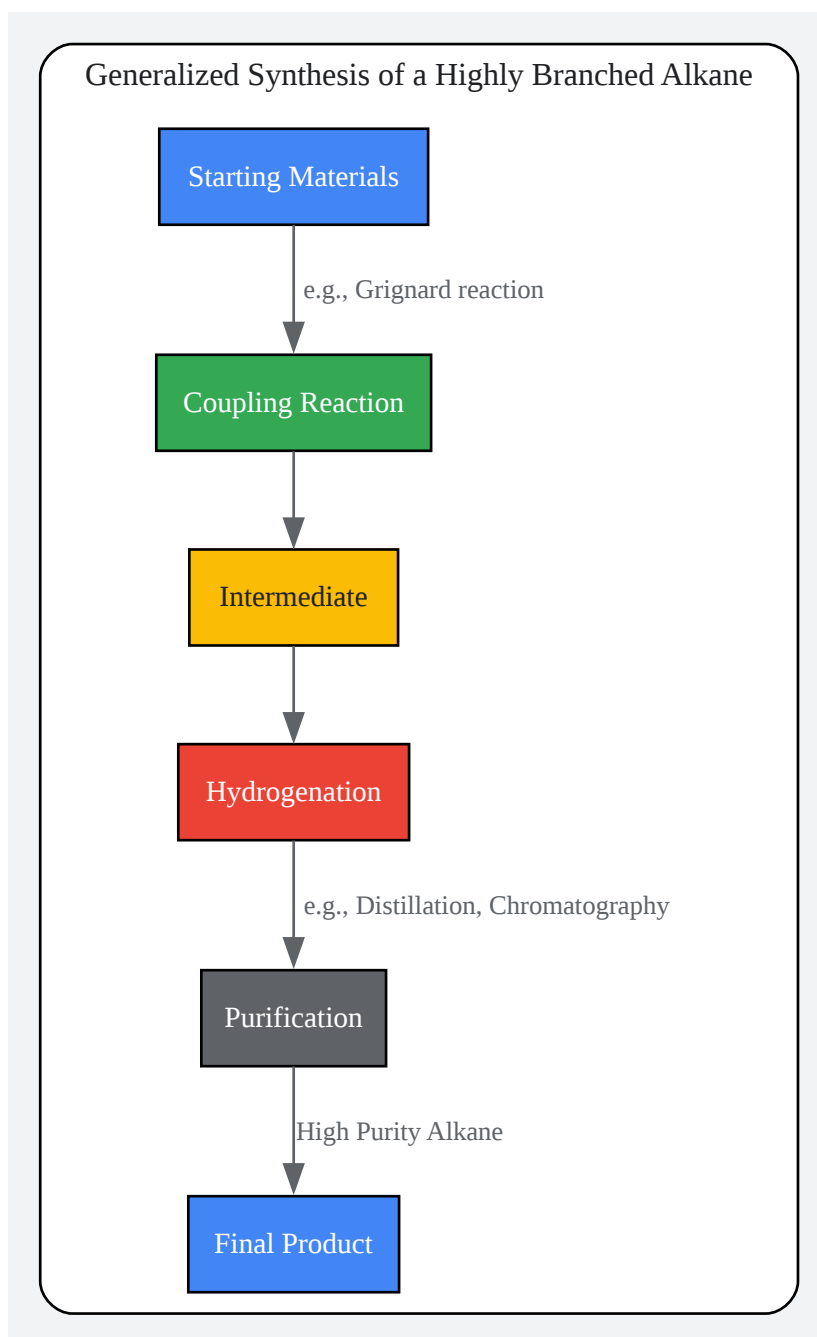 Generalized Synthesis of a Highly Branched Alkane
Starting Materials
e.g., Grignard reaction
Coupling Reaction
Intermediate
Hydrogenation
e.g., Distillation, Chromatography
Purification
High Purity Alkane
Final Product